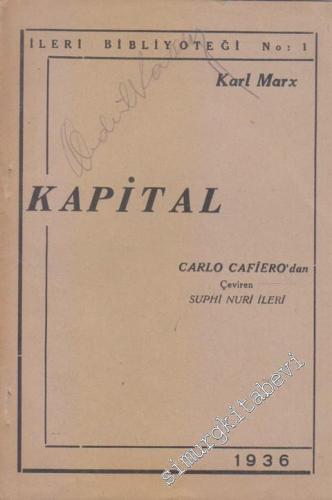 İLERİ BİBLİYOTEĞİ No: 1
Karl Marx
KAPİTAL
CARLO CAFİERO'dan
Çeviren
SUPHİ NURİ İLERİ
1936
simurgkitabevi.com